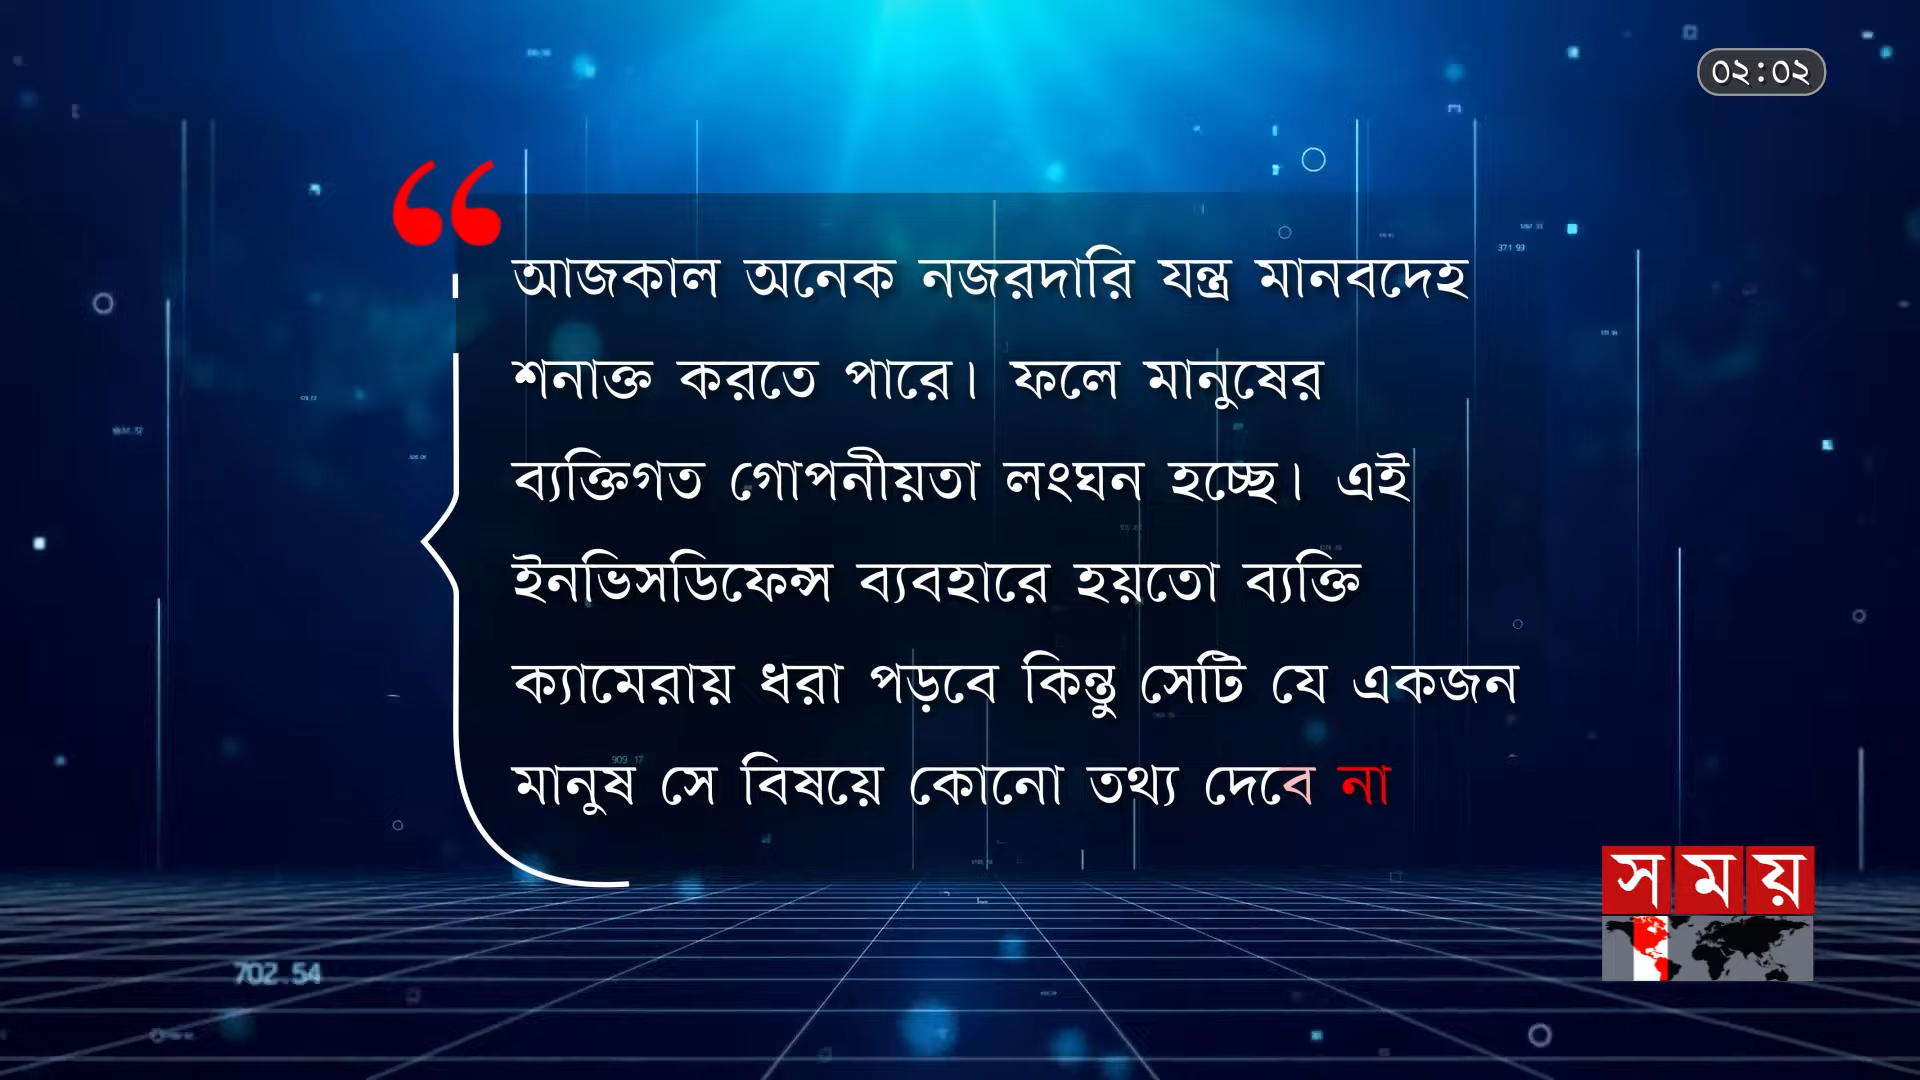 ০২:০২
আজকাল অনেক নজরদারি যন্ত্র মানবদেহ
শনাক্ত করতে পারে। ফলে মানুষের
ব্যক্তিগত গোপনীয়তা লংঘন হচ্ছে। এই
ইনভিসডিফেন্স ব্যবহারে হয়তো ব্যক্তি
ক্যামেরায় ধরা পড়বে কিন্তু সেটি যে একজন
মানুষ সে বিষয়ে কোনো তথ্য দেবে না
সময়
702.54